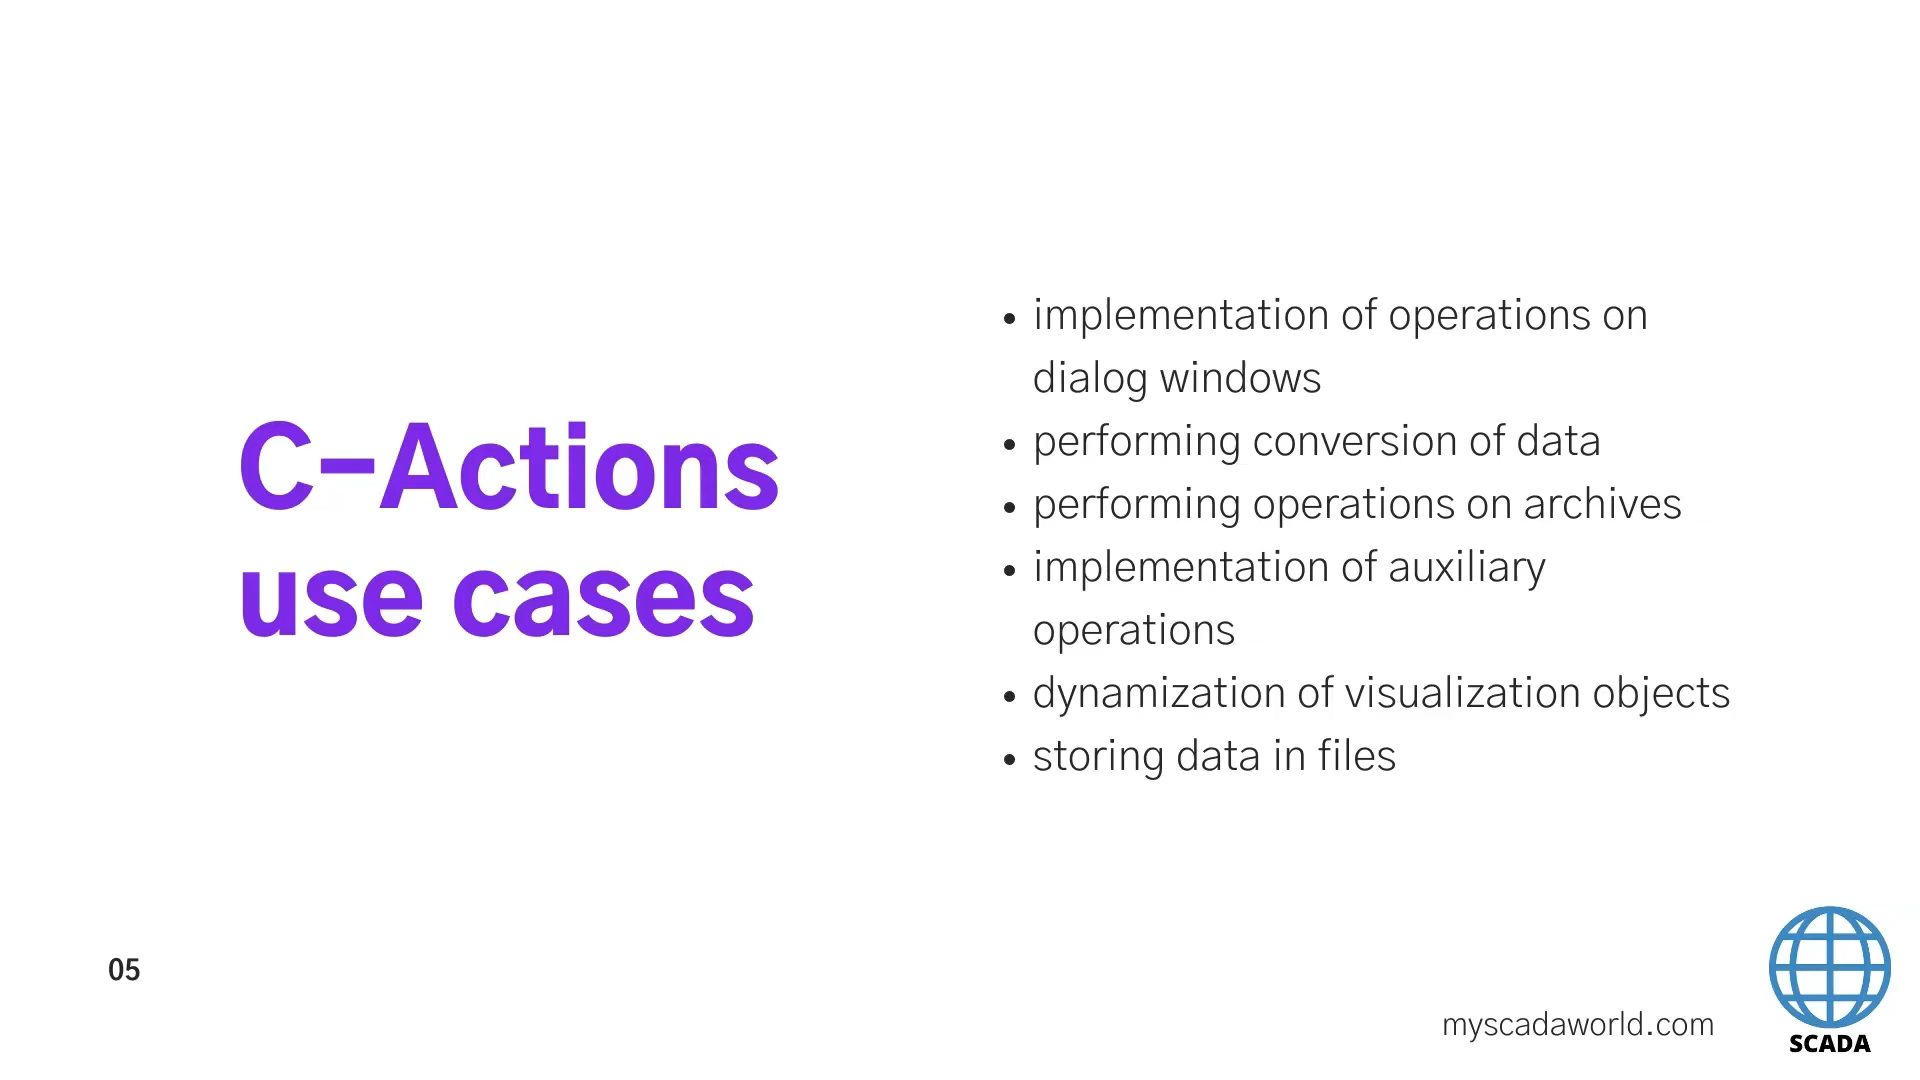 C-Actions
use cases
• implementation of operations on
dialog windows
• performing conversion of data
• performing operations on archives
• implementation of auxiliary
operations
• dynamization of visualization objects
• storing data in files
05
myscadaworld.com
SCADA